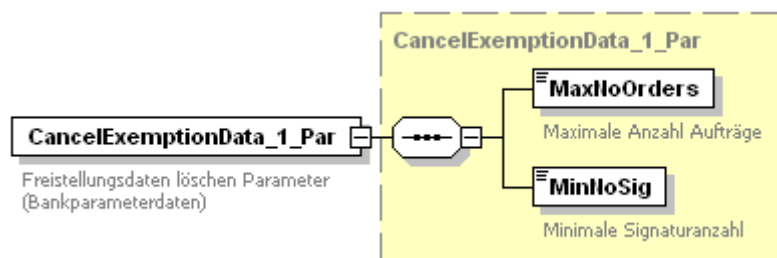 CancelExemptionData_1_Par
MaxNoOrders
Maximale Anzahl Aufträge
CancelExemptionData_1_Par
Freistellungsdaten löschen Parameter
(Bankparameterdaten)
MinNoSig
Minimale Signaturanzahl